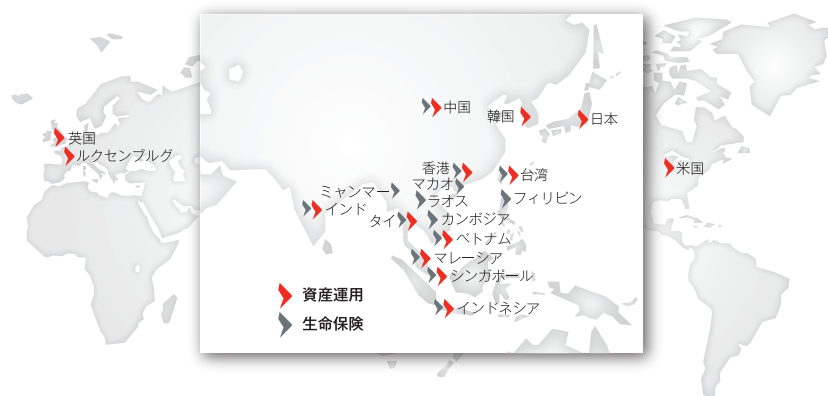 中国
韓国
日本
英国
ルクセンブルグ
香港
マカオ
台湾
米国
ミャンマー
ラオス
フィリピン
インド
タイ
カンボジア
ベトナム
マレーシア
シンガポール
インドネシア
資産運用
生命保険